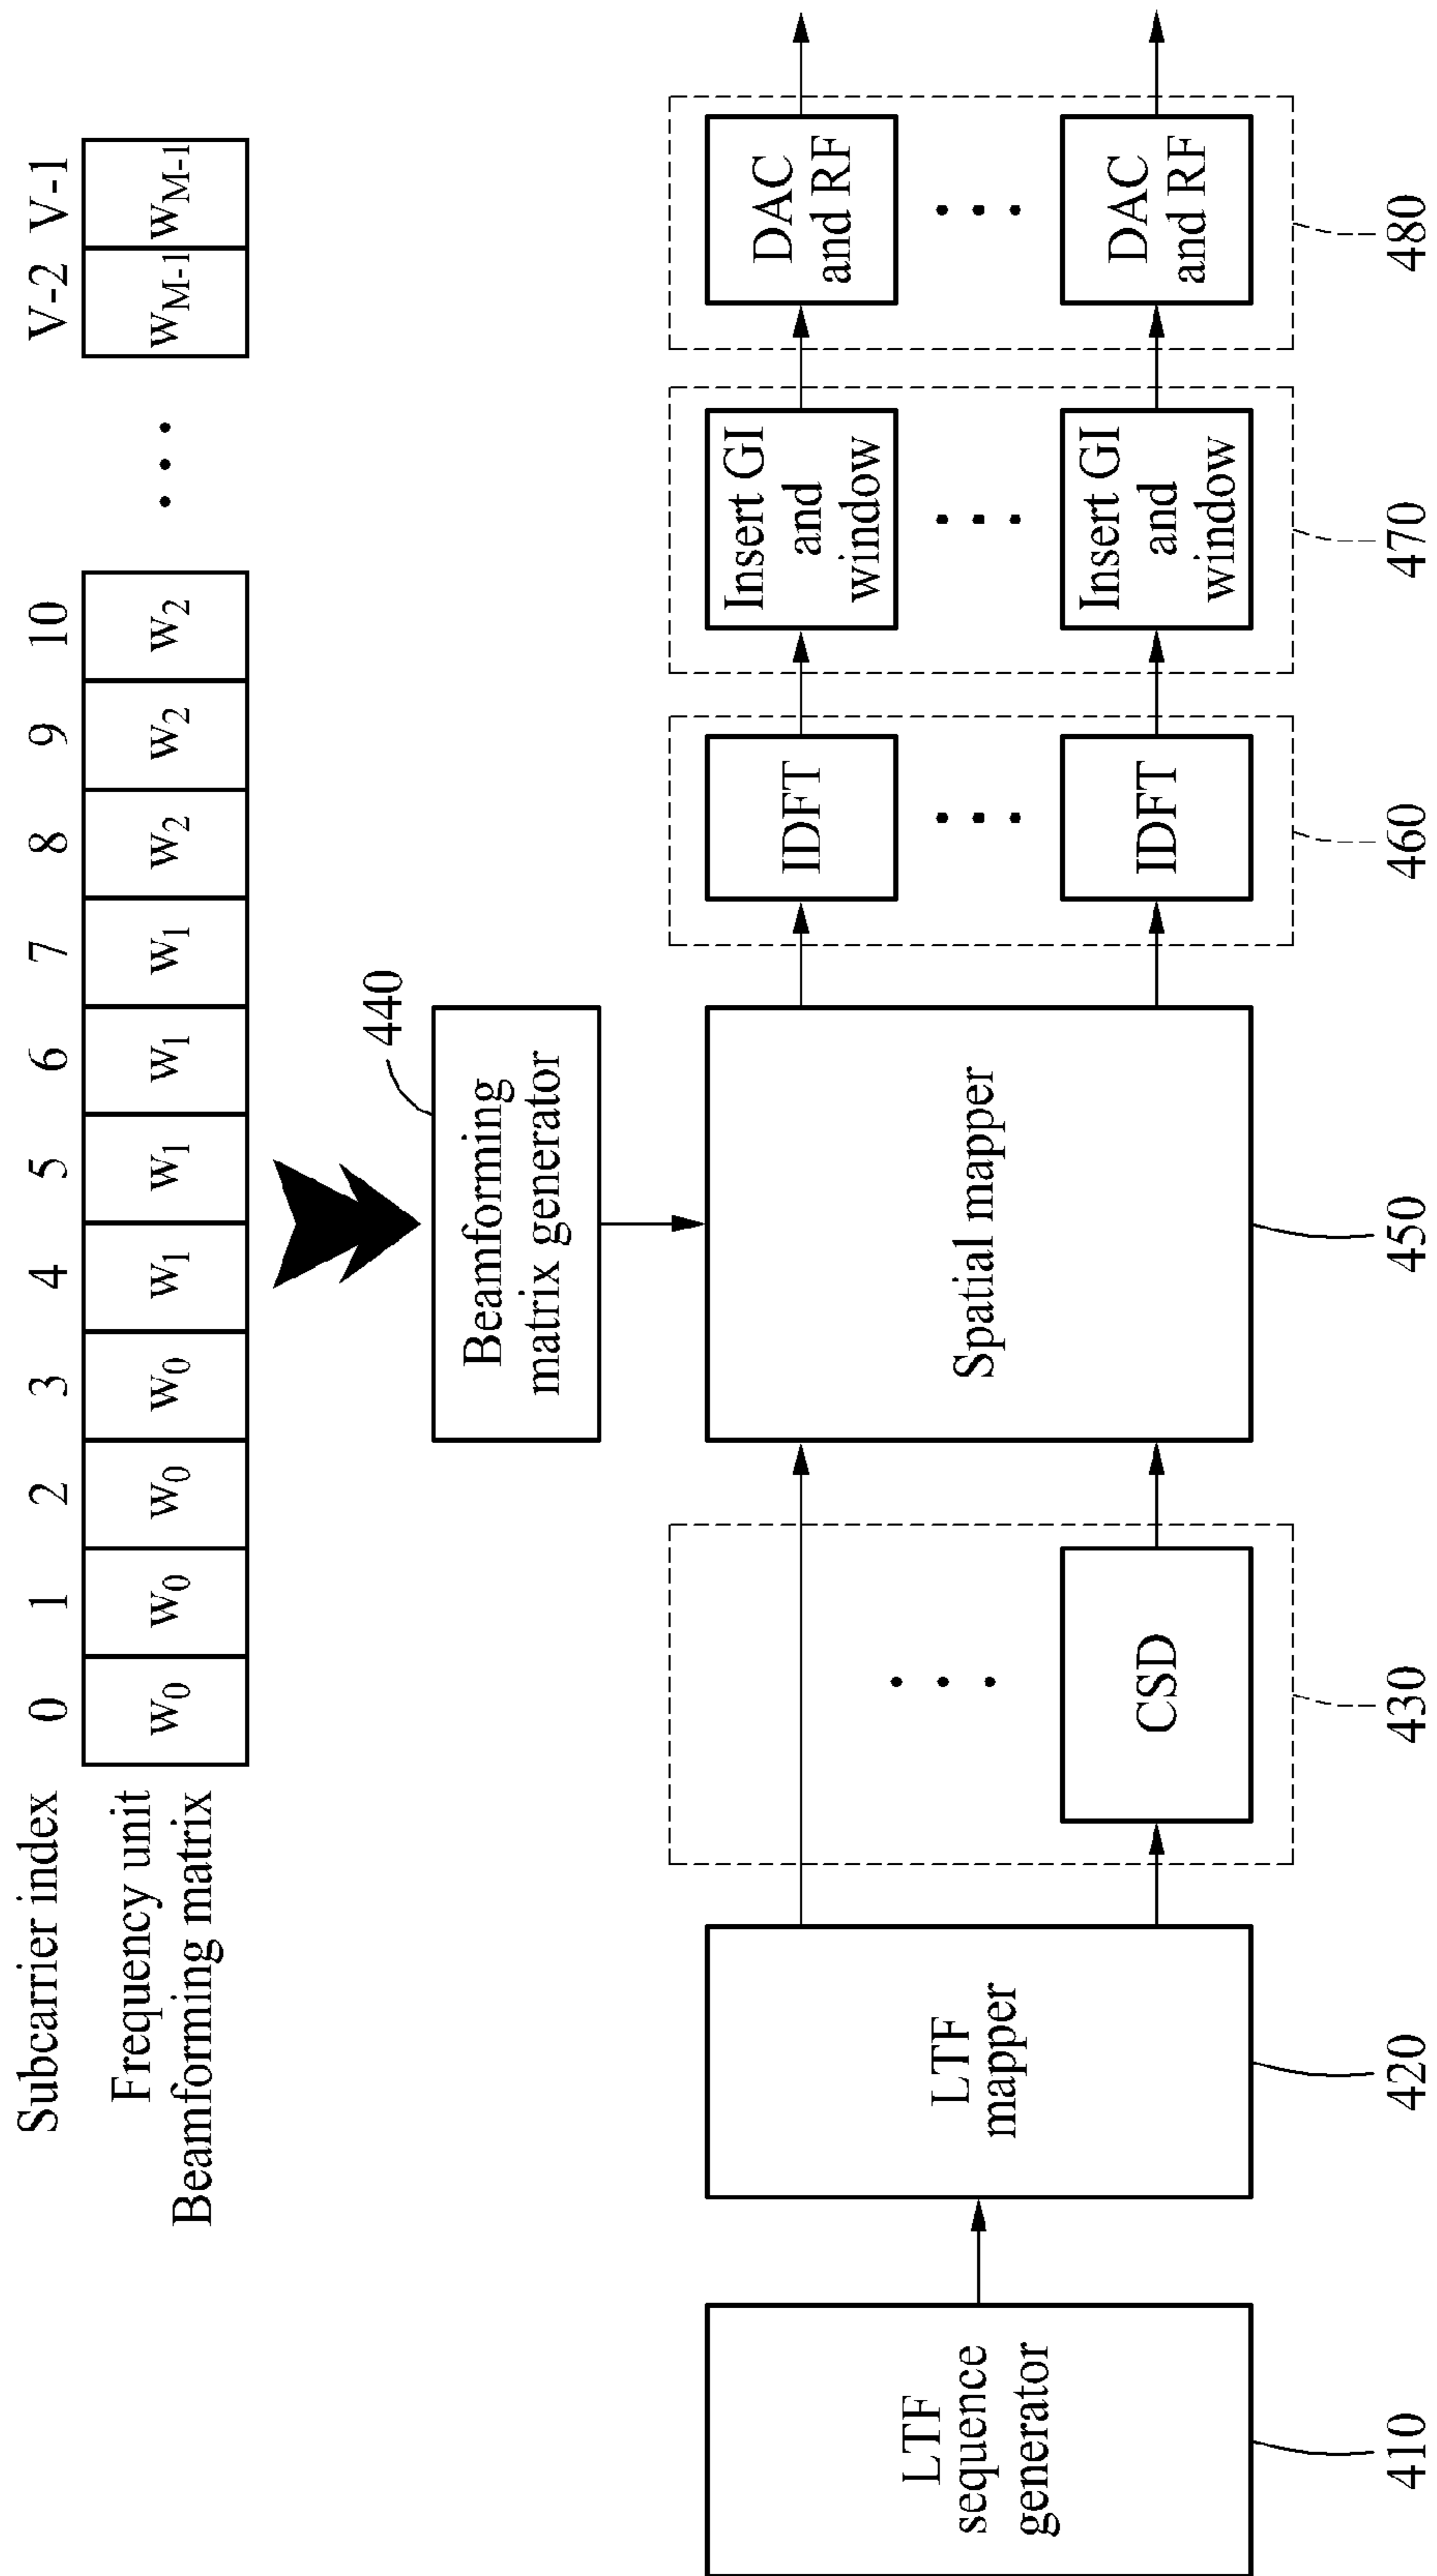 Subcarrier index
0 1 2 3 4 5 6 7 8 9 10 V-2 V-1
Frequency unit
Beamforming matrix
W0 W0 W0 W0 W1 W1 W1 W1 W2 W2 W2 WM-1 WM-1
440
Beamforming
matrix generator
LTF
sequence
generator
LTF
mapper
CSD
Spatial mapper
IDFT
IDFT
Insert GI
and
window
Insert GI
and
window
DAC
and RF
DAC
and RF
410 420 430 450 460 470 480